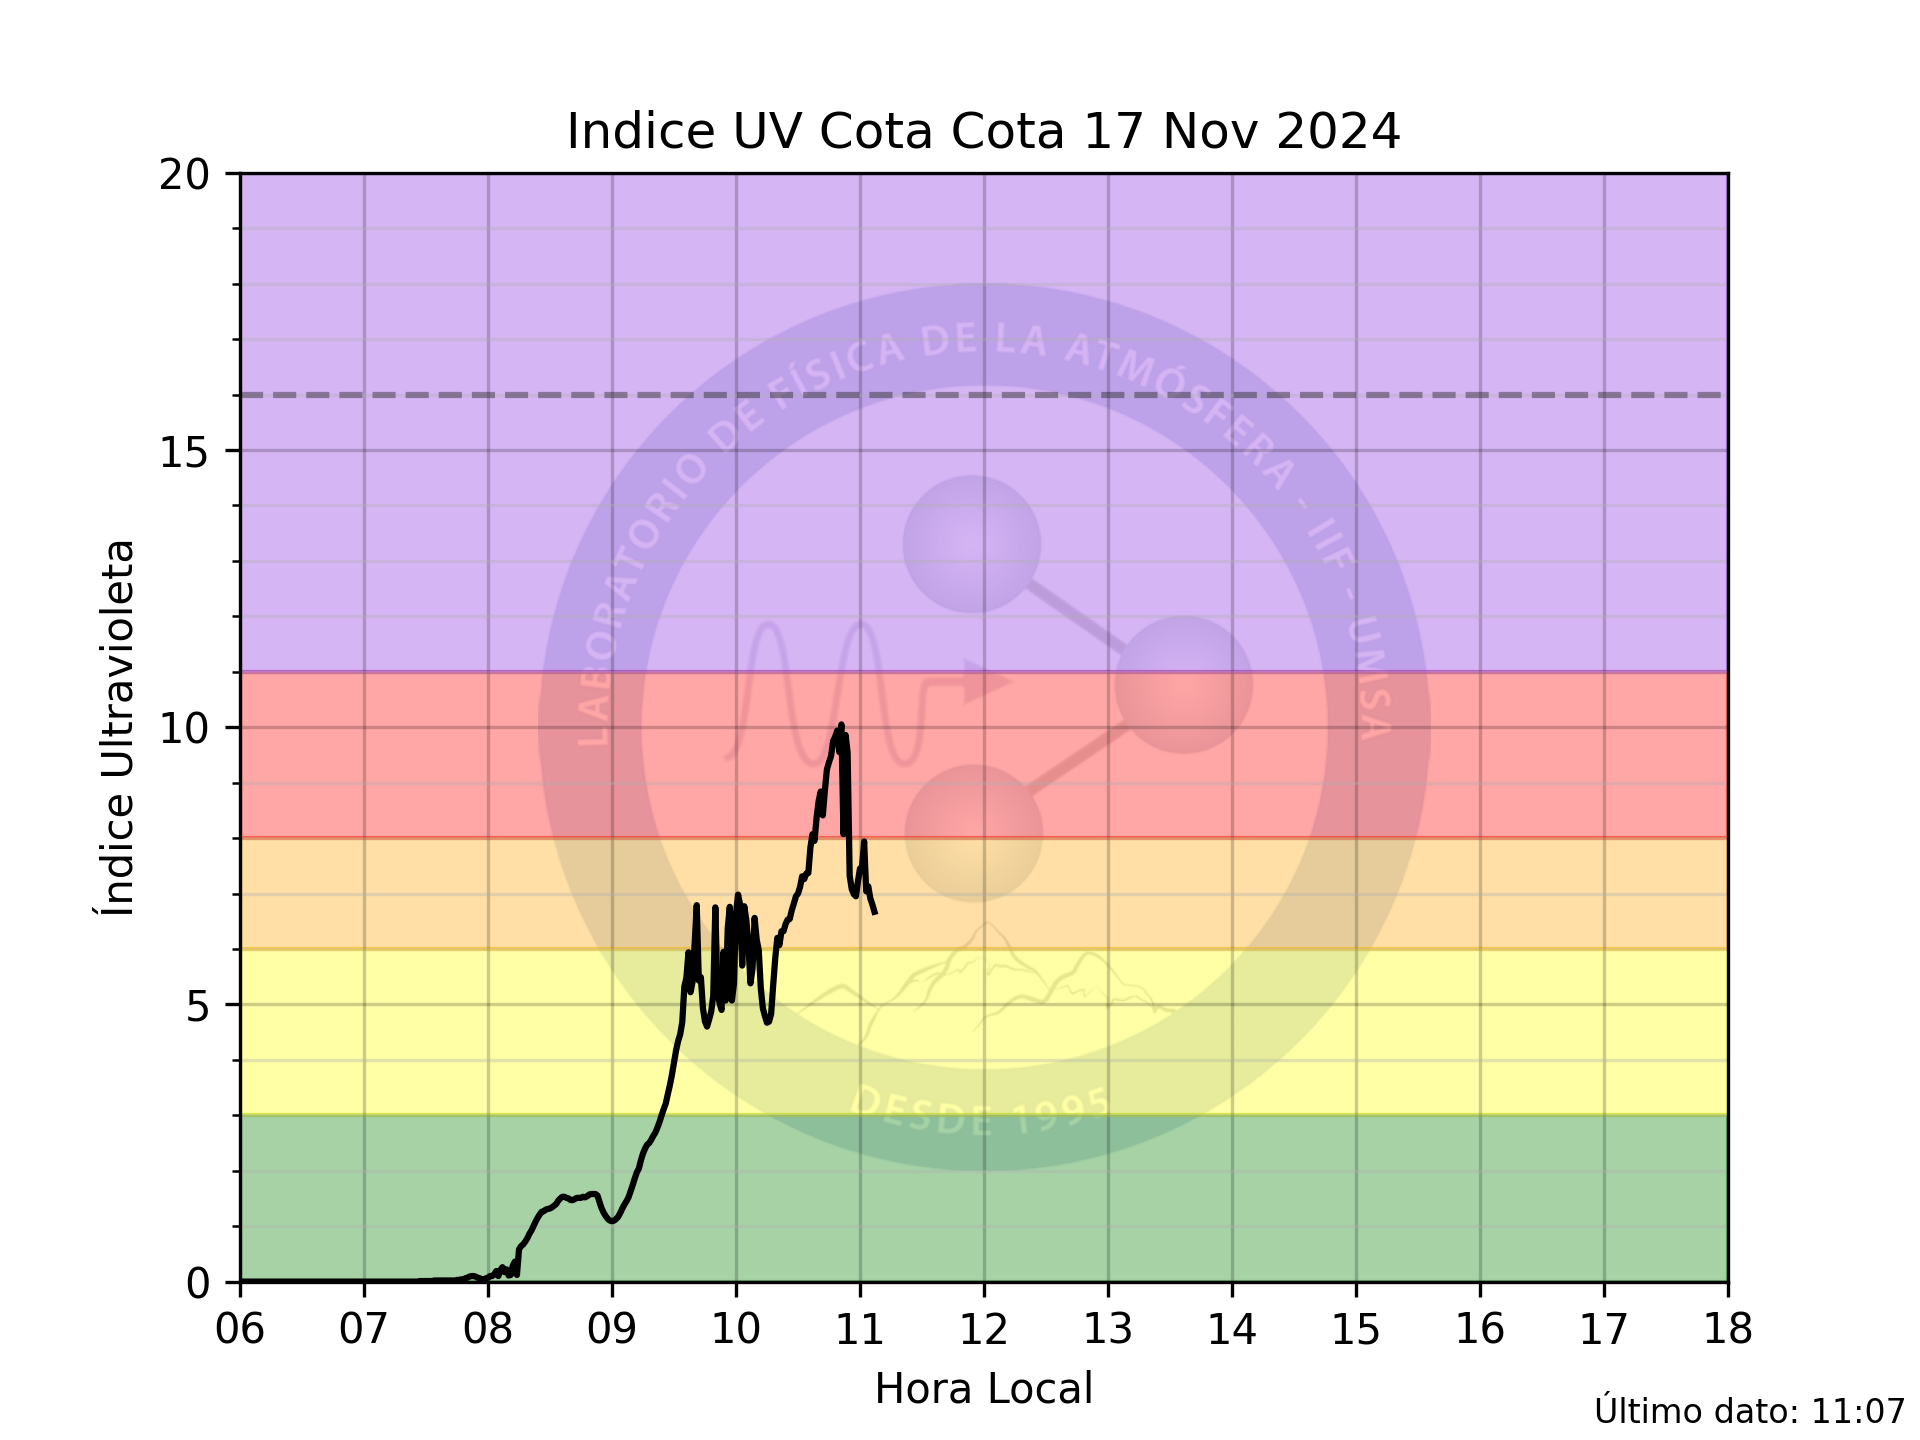 Indice UV Cota Cota 17 Nov 2024
20
15
10
5
0
Índice Ultravioleta
LABORATORIO DE FÍSICA DE LA ATMÓSFERA - IIF - UMSA
DESDE 1995
06 07 08 09 10 11 12 13 14 15 16 17 18
Hora Local
Último dato: 11:07